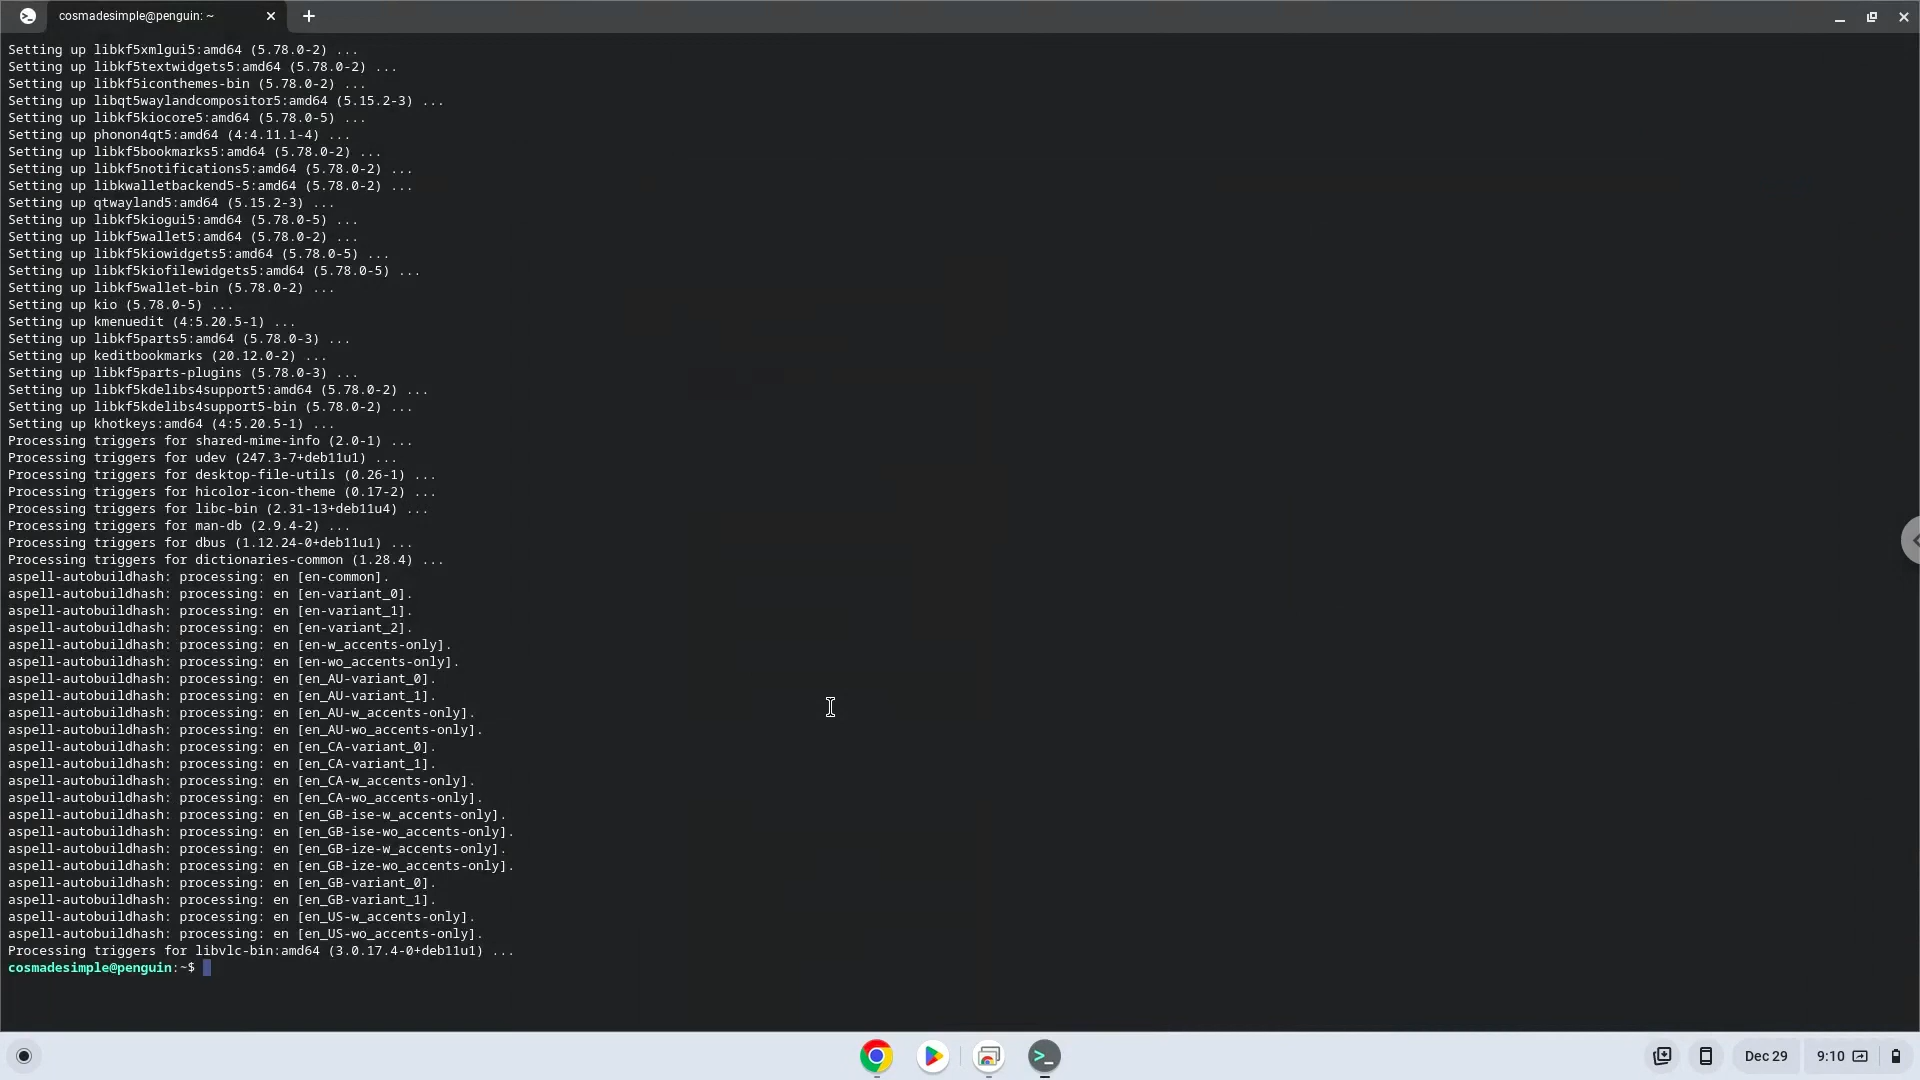 cosmadesimple@penguin: ~
Setting up libkf5xmlgui5:amd64 (5.78.0-2) ...
Setting up libkf5textwidgets5:amd64 (5.78.0-2) ...
Setting up libkf5iconthemes-bin (5.78.0-2) ...
Setting up libqt5waylandcompositor5:amd64 (5.15.2-3) ...
Setting up libkf5kiocore5:amd64 (5.78.0-5) ...
Setting up phonon4qt5:amd64 (4:4.11.1-4) ...
Setting up libkf5bookmarks5:amd64 (5.78.0-2) ...
Setting up libkf5notifications5:amd64 (5.78.0-2) ...
Setting up libkwalletbackend5-5:amd64 (5.78.0-2) ...
Setting up qtwayland5:amd64 (5.15.2-3) ...
Setting up libkf5kiogui5:amd64 (5.78.0-5) ...
Setting up libkf5wallet5:amd64 (5.78.0-2) ...
Setting up libkf5kiowidgets5:amd64 (5.78.0-5) ...
Setting up libkf5kiofilewidgets5:amd64 (5.78.0-5) ...
Setting up libkf5wallet-bin (5.78.0-2) ...
Setting up kio (5.78.0-5) ...
Setting up kmenuedit (4:5.20.5-1) ...
Setting up libkf5parts5:amd64 (5.78.0-3) ...
Setting up keditbookmarks (20.12.0-2) ...
Setting up libkf5parts-plugins (5.78.0-3) ...
Setting up libkf5kdelibs4support5:amd64 (5.78.0-2) ...
Setting up libkf5kdelibs4support5-bin (5.78.0-2) ...
Setting up khotkeys:amd64 (4:5.20.5-1) ...
Processing triggers for shared-mime-info (2.0-1) ...
Processing triggers for udev (247.3-7+deb11u1) ...
Processing triggers for desktop-file-utils (0.26-1) ...
Processing triggers for hicolor-icon-theme (0.17-2) ...
Processing triggers for libc-bin (2.31-13+deb11u4) ...
Processing triggers for man-db (2.9.4-2) ...
Processing triggers for dbus (1.12.24-0+deb11u1) ...
Processing triggers for dictionaries-common (1.28.4) ...
aspell-autobuildhash: processing: en [en-common].
aspell-autobuildhash: processing: en [en-variant_0].
aspell-autobuildhash: processing: en [en-variant_1].
aspell-autobuildhash: processing: en [en-variant_2].
aspell-autobuildhash: processing: en [en-w_accents-only].
aspell-autobuildhash: processing: en [en-wo_accents-only].
aspell-autobuildhash: processing: en [en_AU-variant_0].
aspell-autobuildhash: processing: en [en_AU-variant_1].
aspell-autobuildhash: processing: en [en_AU-w_accents-only].
aspell-autobuildhash: processing: en [en_AU-wo_accents-only].
aspell-autobuildhash: processing: en [en_CA-variant_0].
aspell-autobuildhash: processing: en [en_CA-variant_1].
aspell-autobuildhash: processing: en [en_CA-w_accents-only].
aspell-autobuildhash: processing: en [en_CA-wo_accents-only].
aspell-autobuildhash: processing: en [en_GB-ise-w_accents-only].
aspell-autobuildhash: processing: en [en_GB-ise-wo_accents-only].
aspell-autobuildhash: processing: en [en_GB-ize-w_accents-only].
aspell-autobuildhash: processing: en [en_GB-ize-wo_accents-only].
aspell-autobuildhash: processing: en [en_GB-variant_0].
aspell-autobuildhash: processing: en [en_GB-variant_1].
aspell-autobuildhash: processing: en [en_US-w_accents-only].
aspell-autobuildhash: processing: en [en_US-wo_accents-only].
Processing triggers for libvlc-bin:amd64 (3.0.17.4-0+deb11u1) ...
cosmadesimple@penguin:~$
Dec 29
9:10